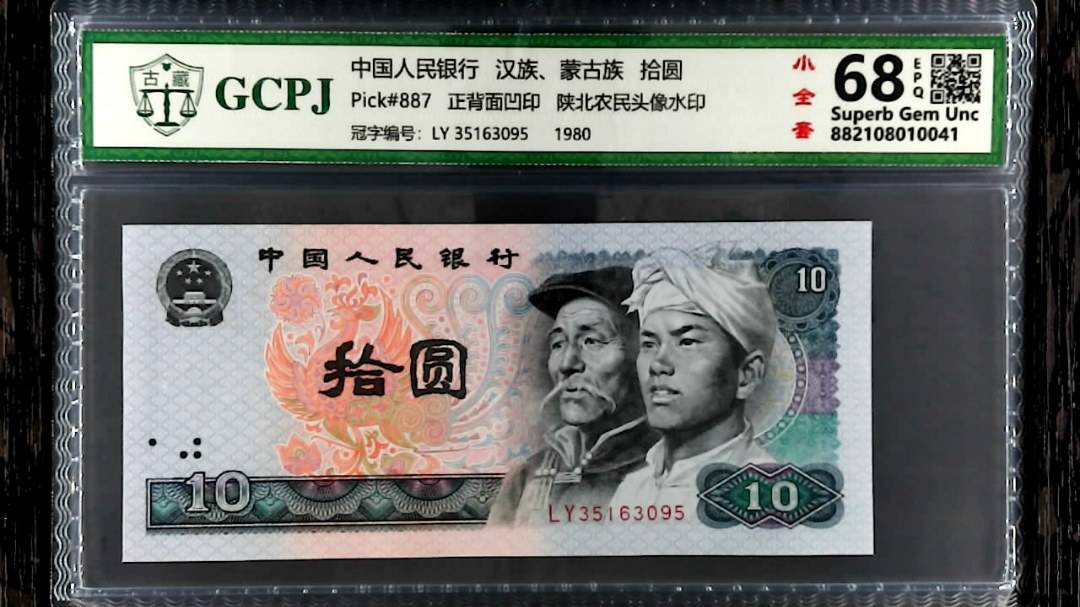 古藏
GCPJ
中国人民银行 汉族、蒙古族 拾圆
Pick#887 正背面凹印 陕北农民头像水印
冠字编号: LY 35163095 1980
小全套
68
EPQ
Superb Gem Unc
882108010041
中国人民银行
10
拾圆
10
LY35163095
10